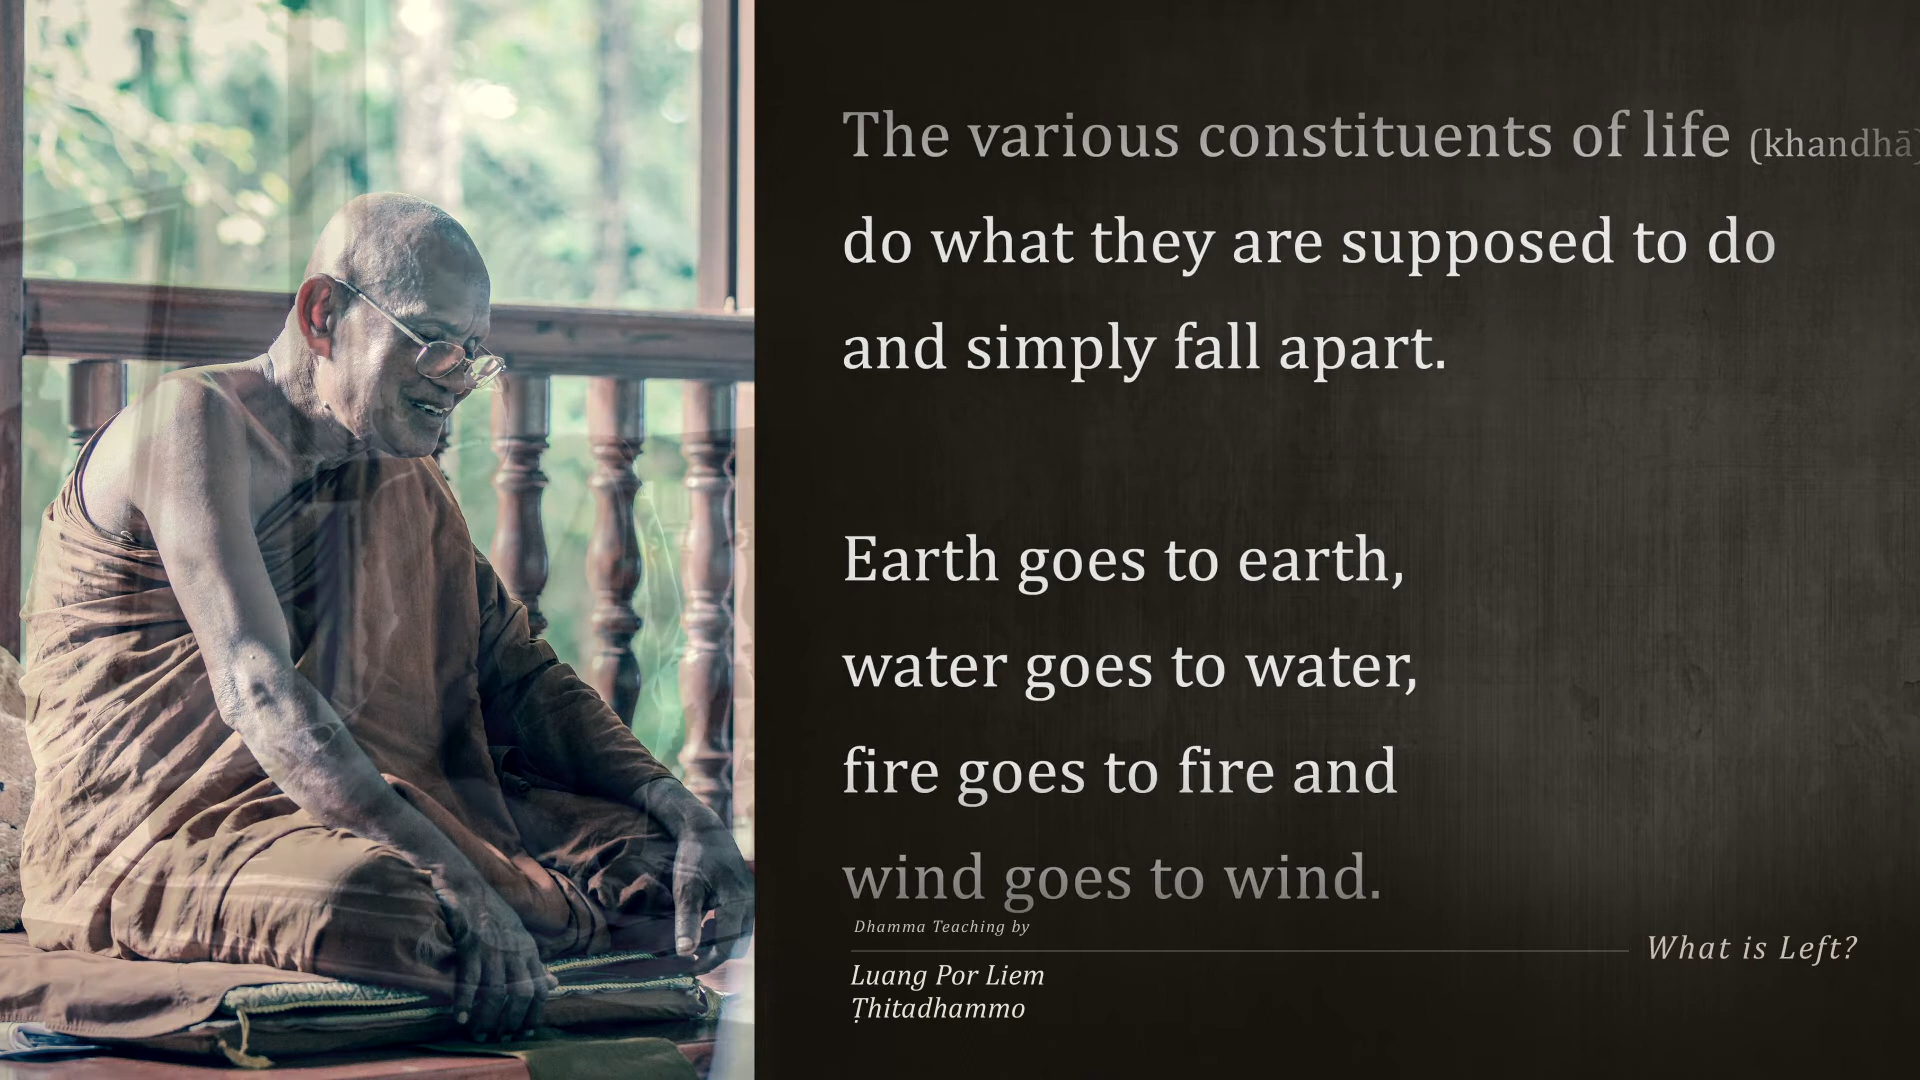 The various constituents of life (khandhā)
do what they are supposed to do
and simply fall apart.
Earth goes to earth,
water goes to water,
fire goes to fire and
wind goes to wind.
Dhamma Teaching by
What is Left?
Luang Por Liem
Ṭhitadhammo